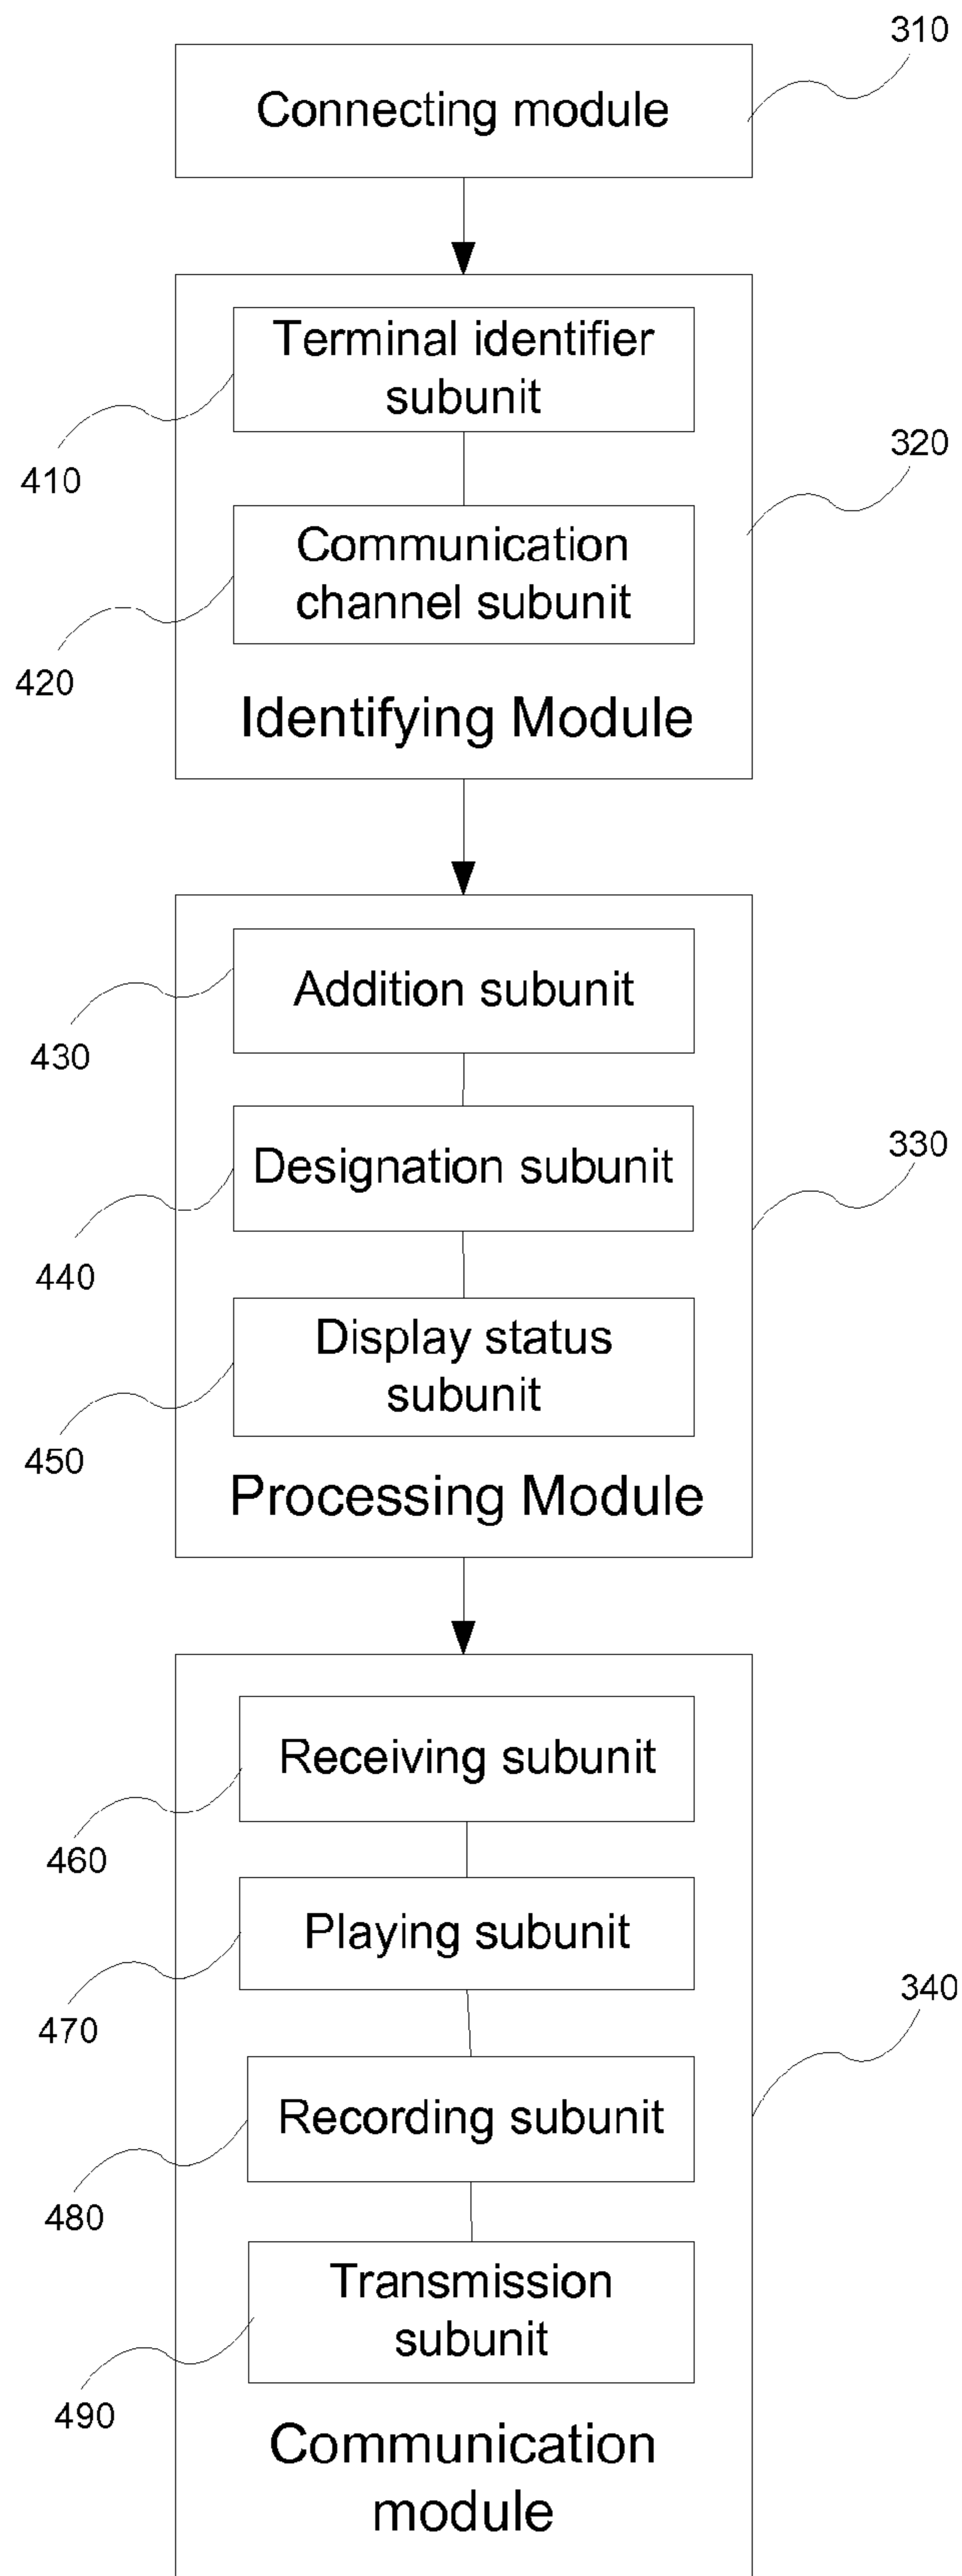 310
Connecting module
Terminal identifier
subunit
410
320
Communication
channel subunit
420
Identifying Module
Addition subunit
430
Designation subunit
330
440
Display status
subunit
450
Processing Module
Receiving subunit
460
Playing subunit
470
340
Recording subunit
480
Transmission
subunit
490
Communication
module